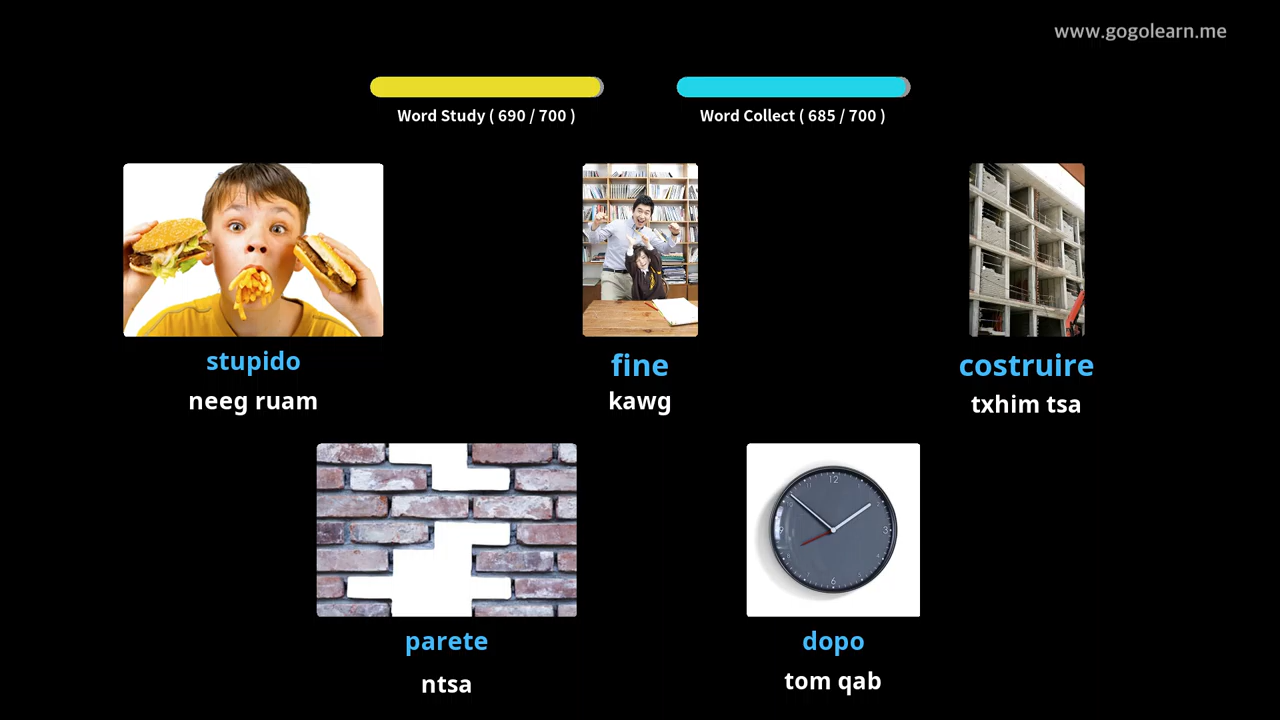 www.gogolearn.me
Word Study ( 690 / 700 )
Word Collect ( 685 / 700 )
stupido
neeg ruam
fine
kawg
costruire
txhim tsa
parete
ntsa
dopo
tom qab